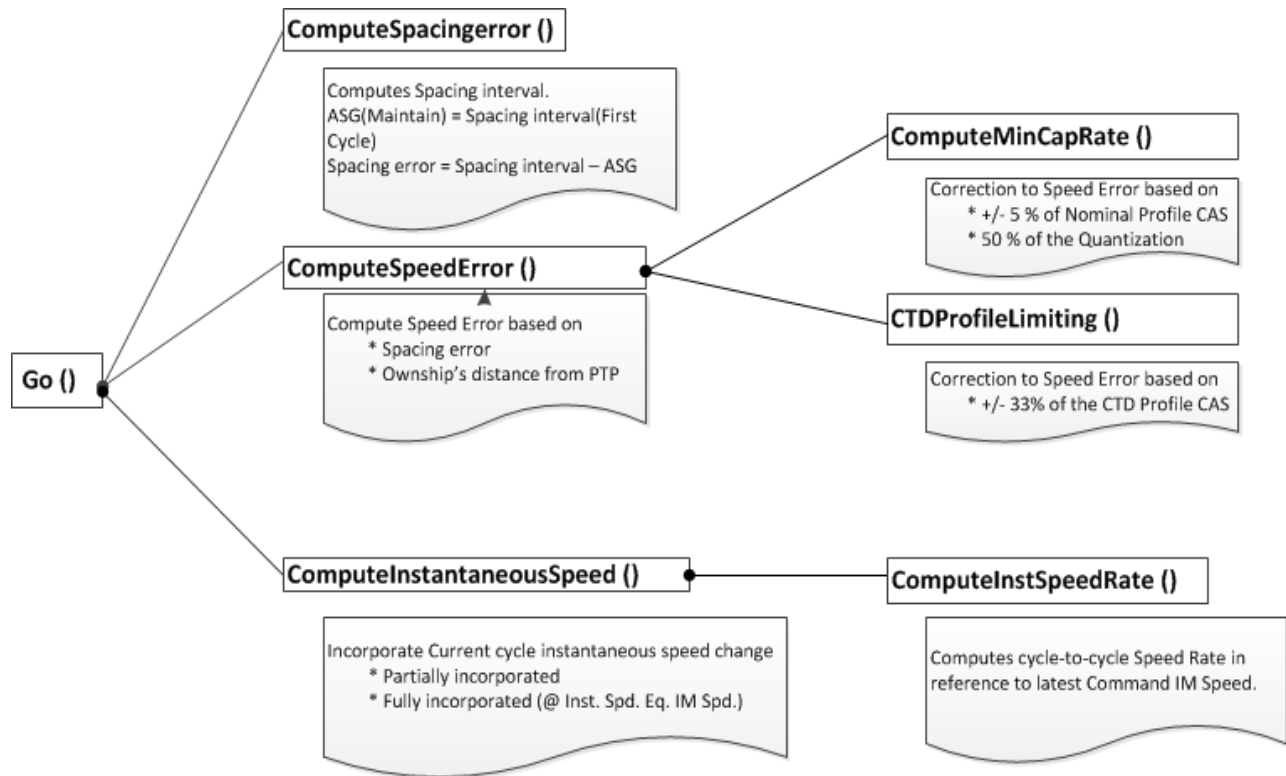 ComputeSpacingerror ()
Computes Spacing interval.
ASG(Maintain) = Spacing interval(First
Cycle)
Spacing error = Spacing interval – ASG
ComputeMinCapRate ()
Correction to Speed Error based on
* +/- 5 % of Nominal Profile CAS
* 50 % of the Quantization
ComputeSpeedError ()
Compute Speed Error based on
* Spacing error
* Ownship's distance from PTP
CTDProfileLimiting ()
Correction to Speed Error based on
* +/- 33% of the CTD Profile CAS
Go ()
ComputeInstantaneousSpeed ()
Incorporate Current cycle instantaneous speed change
* Partially incorporated
* Fully incorporated (@ Inst. Spd. Eq. IM Spd.)
ComputeInstSpeedRate ()
Computes cycle-to-cycle Speed Rate in
reference to latest Command IM Speed.